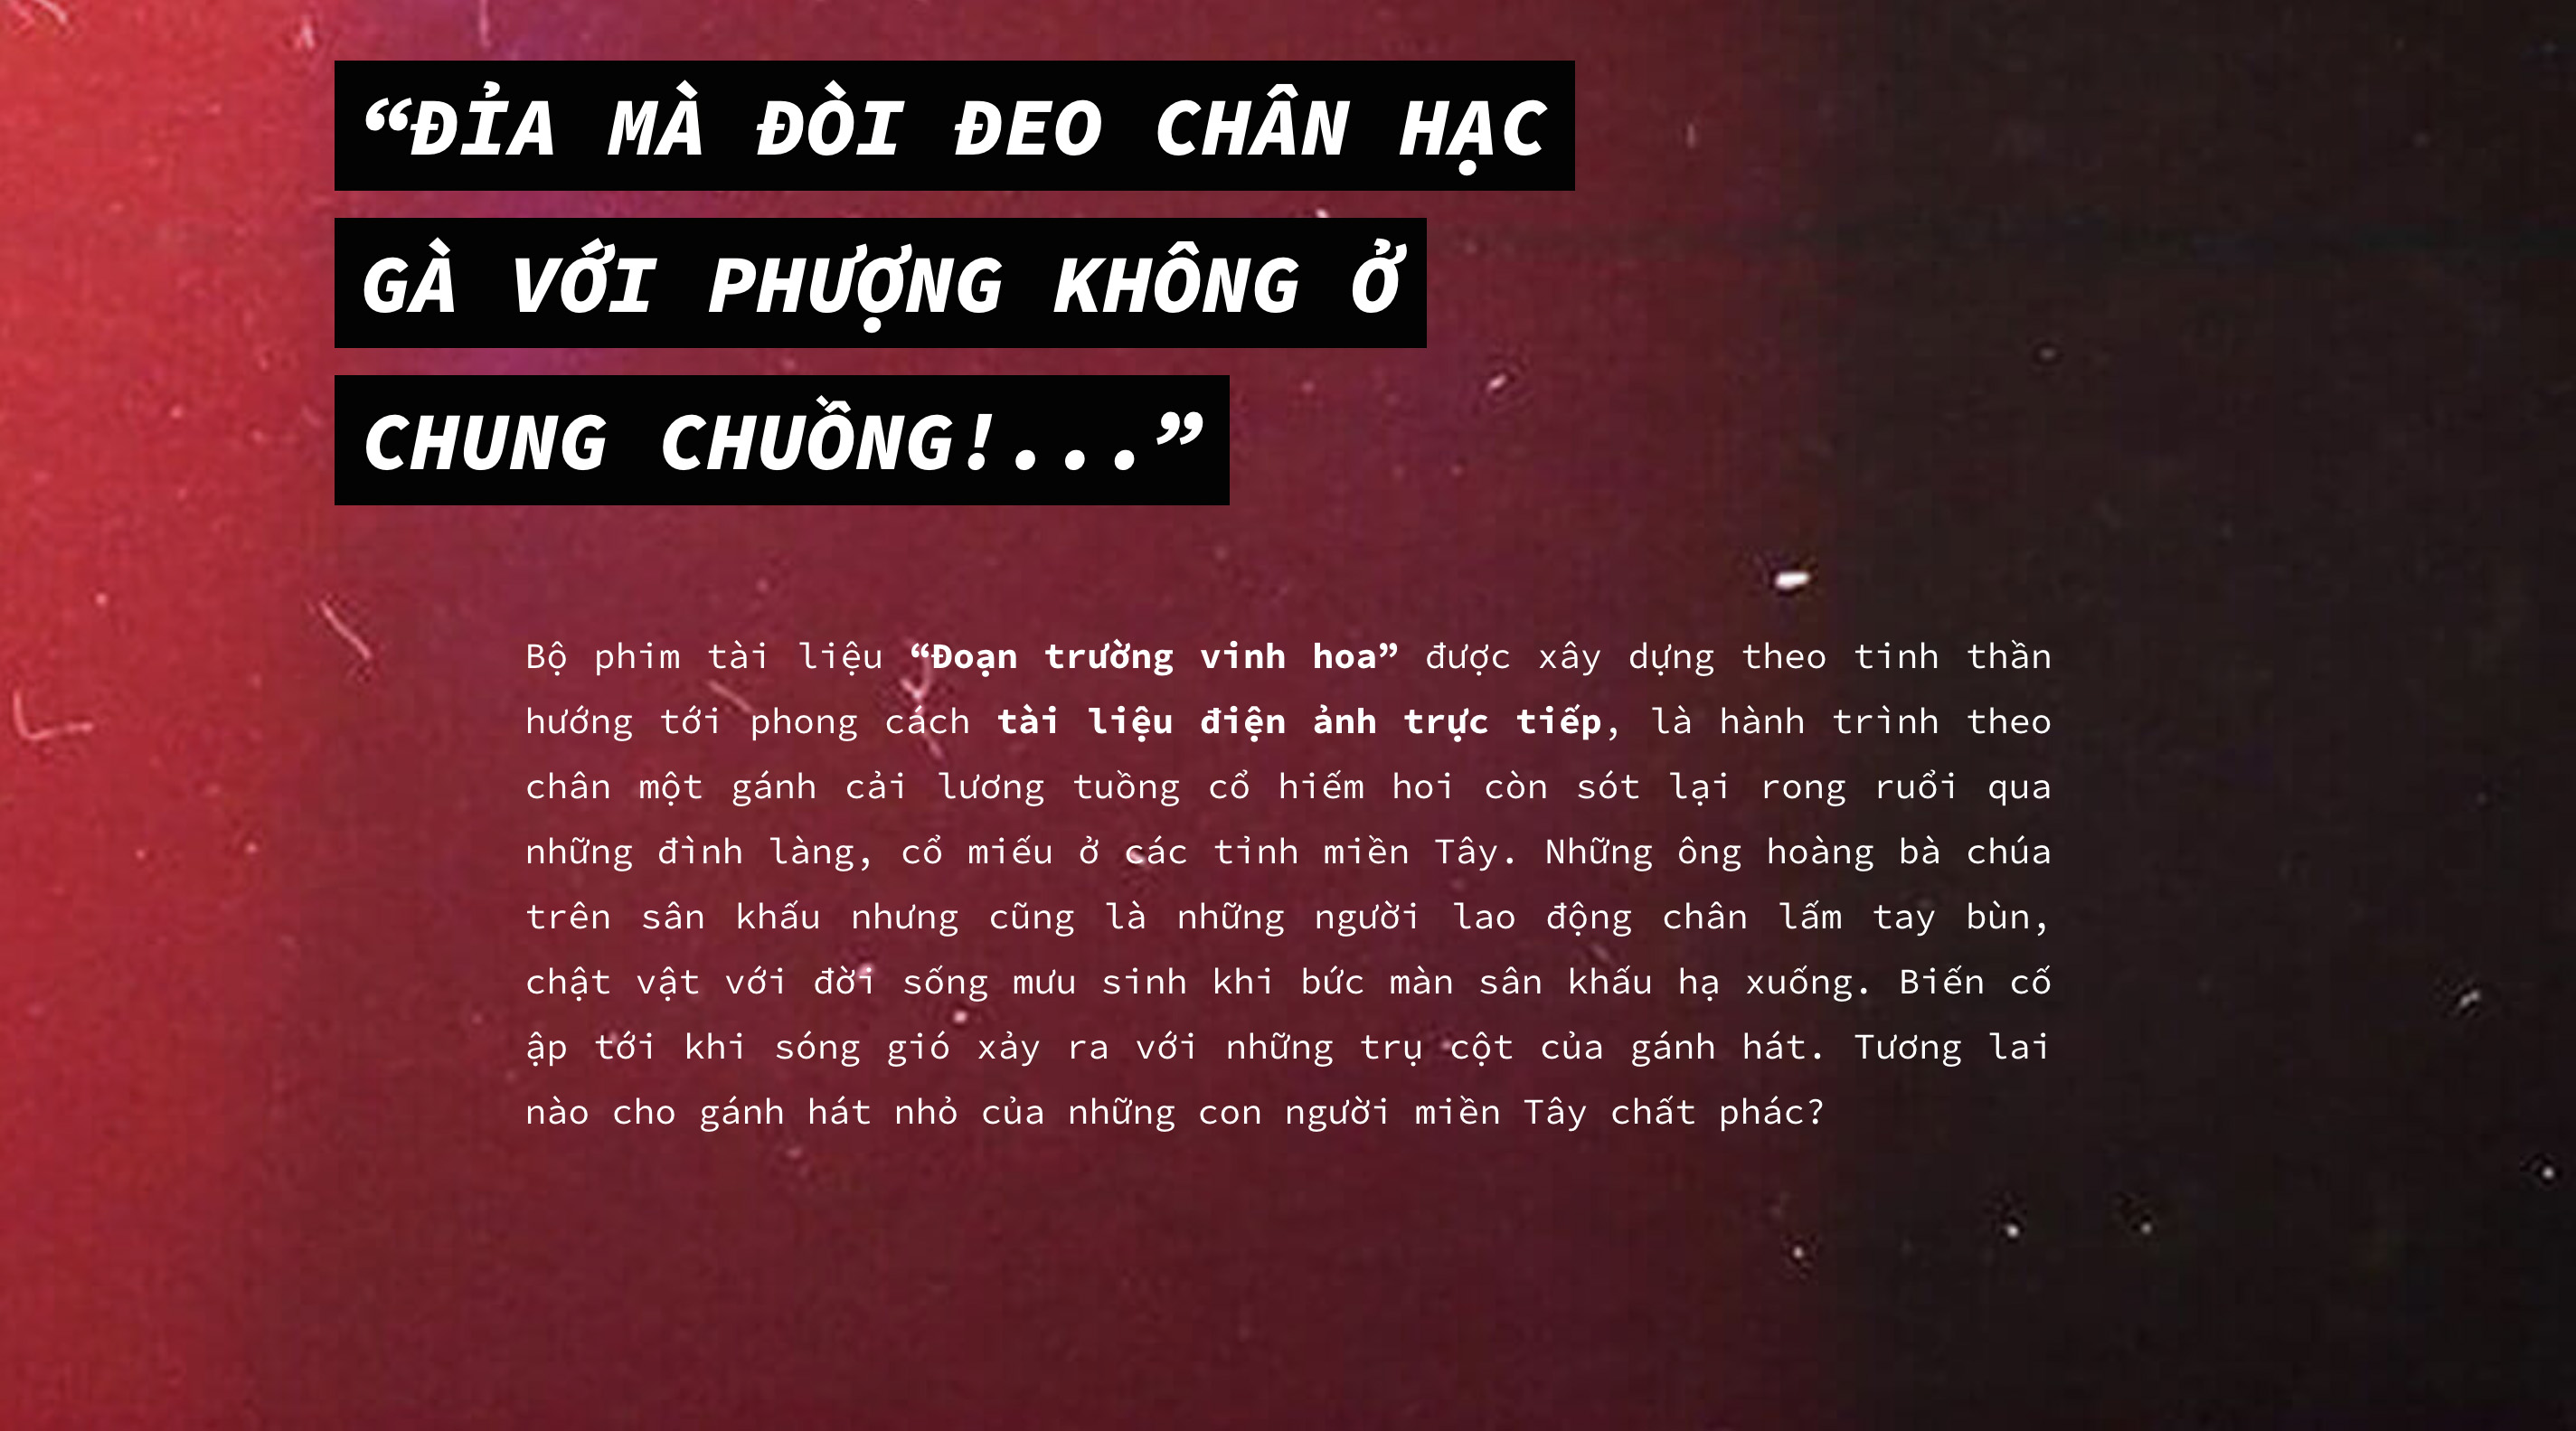 “ĐỈA MÀ ĐÒI ĐEO CHÂN HẠC
GÀ VỚI PHƯỢNG KHÔNG Ở
CHUNG CHUỒNG!...”
Bộ phim tài liệu “Đoạn trường vinh hoa” được xây dựng theo tinh thần
hướng tới phong cách tài liệu điện ảnh trực tiếp, là hành trình theo
chân một gánh cải lương tuồng cổ hiếm hoi còn sót lại rong ruổi qua
những đình làng, cổ miếu ở các tỉnh miền Tây. Những ông hoàng bà chúa
trên sân khấu nhưng cũng là những người lao động chân lấm tay bùn,
chật vật với đời sống mưu sinh khi bức màn sân khấu hạ xuống. Biến cố
ập tới khi sóng gió xảy ra với những trụ cột của gánh hát. Tương lai
nào cho gánh hát nhỏ của những con người miền Tây chất phác?